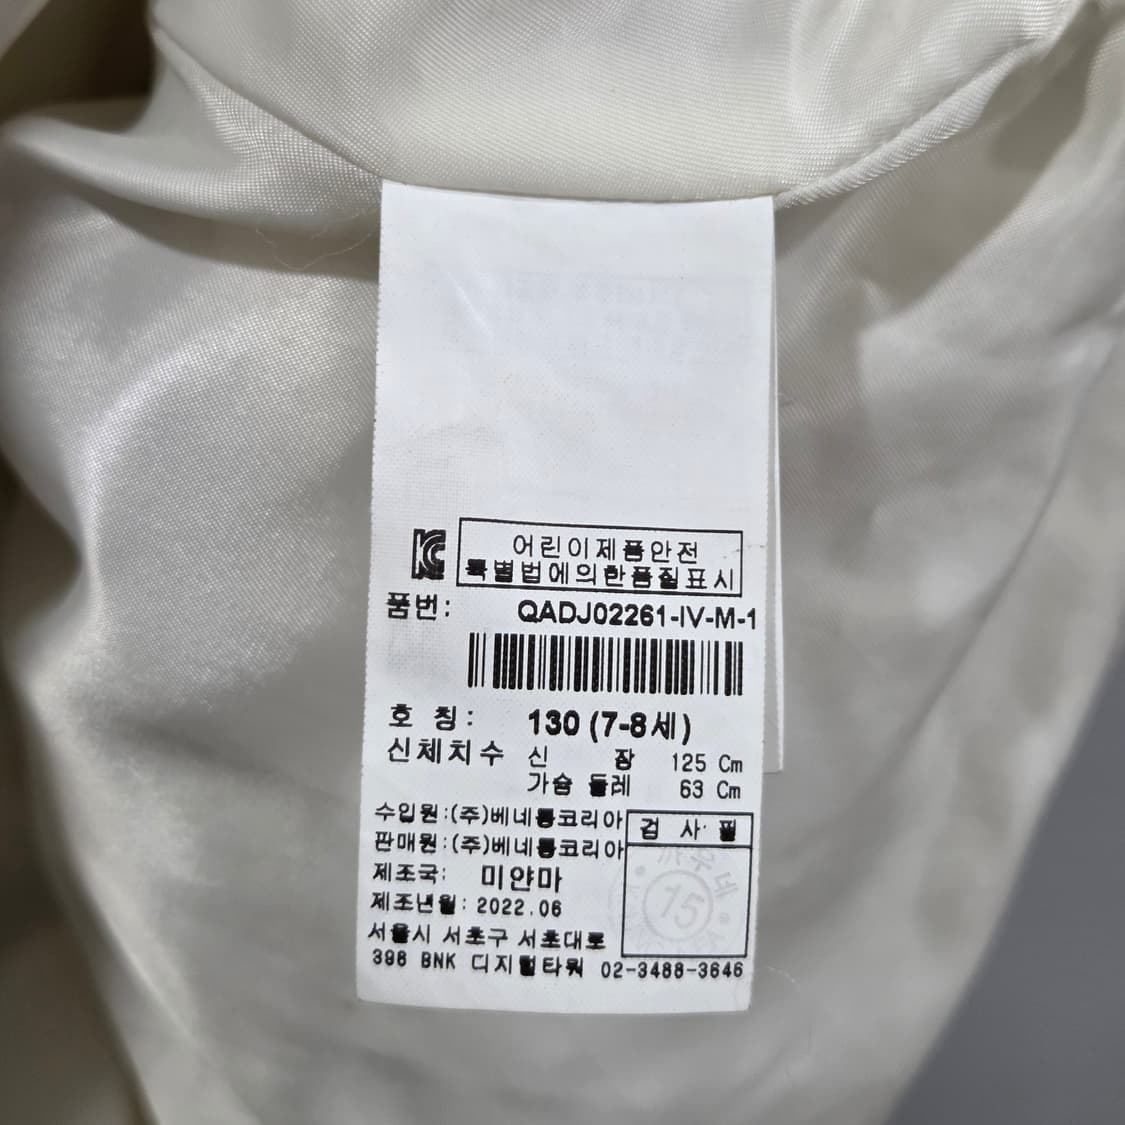 KC
어린이제품안전
특별법에의한품질표시
품번: QADJ02261-IV-M-1
호 칭: 130 (7-8세)
신체치수 신 장 125 Cm
가슴 둘레 63 Cm
수입원:(주)베네통코리아
판매원:(주)베네통코리아
검 사 필
15
제조국: 미얀마
제조년월: 2022.06
서울시 서초구 서초대로
398 BNK 디지털타워 02-3488-3646